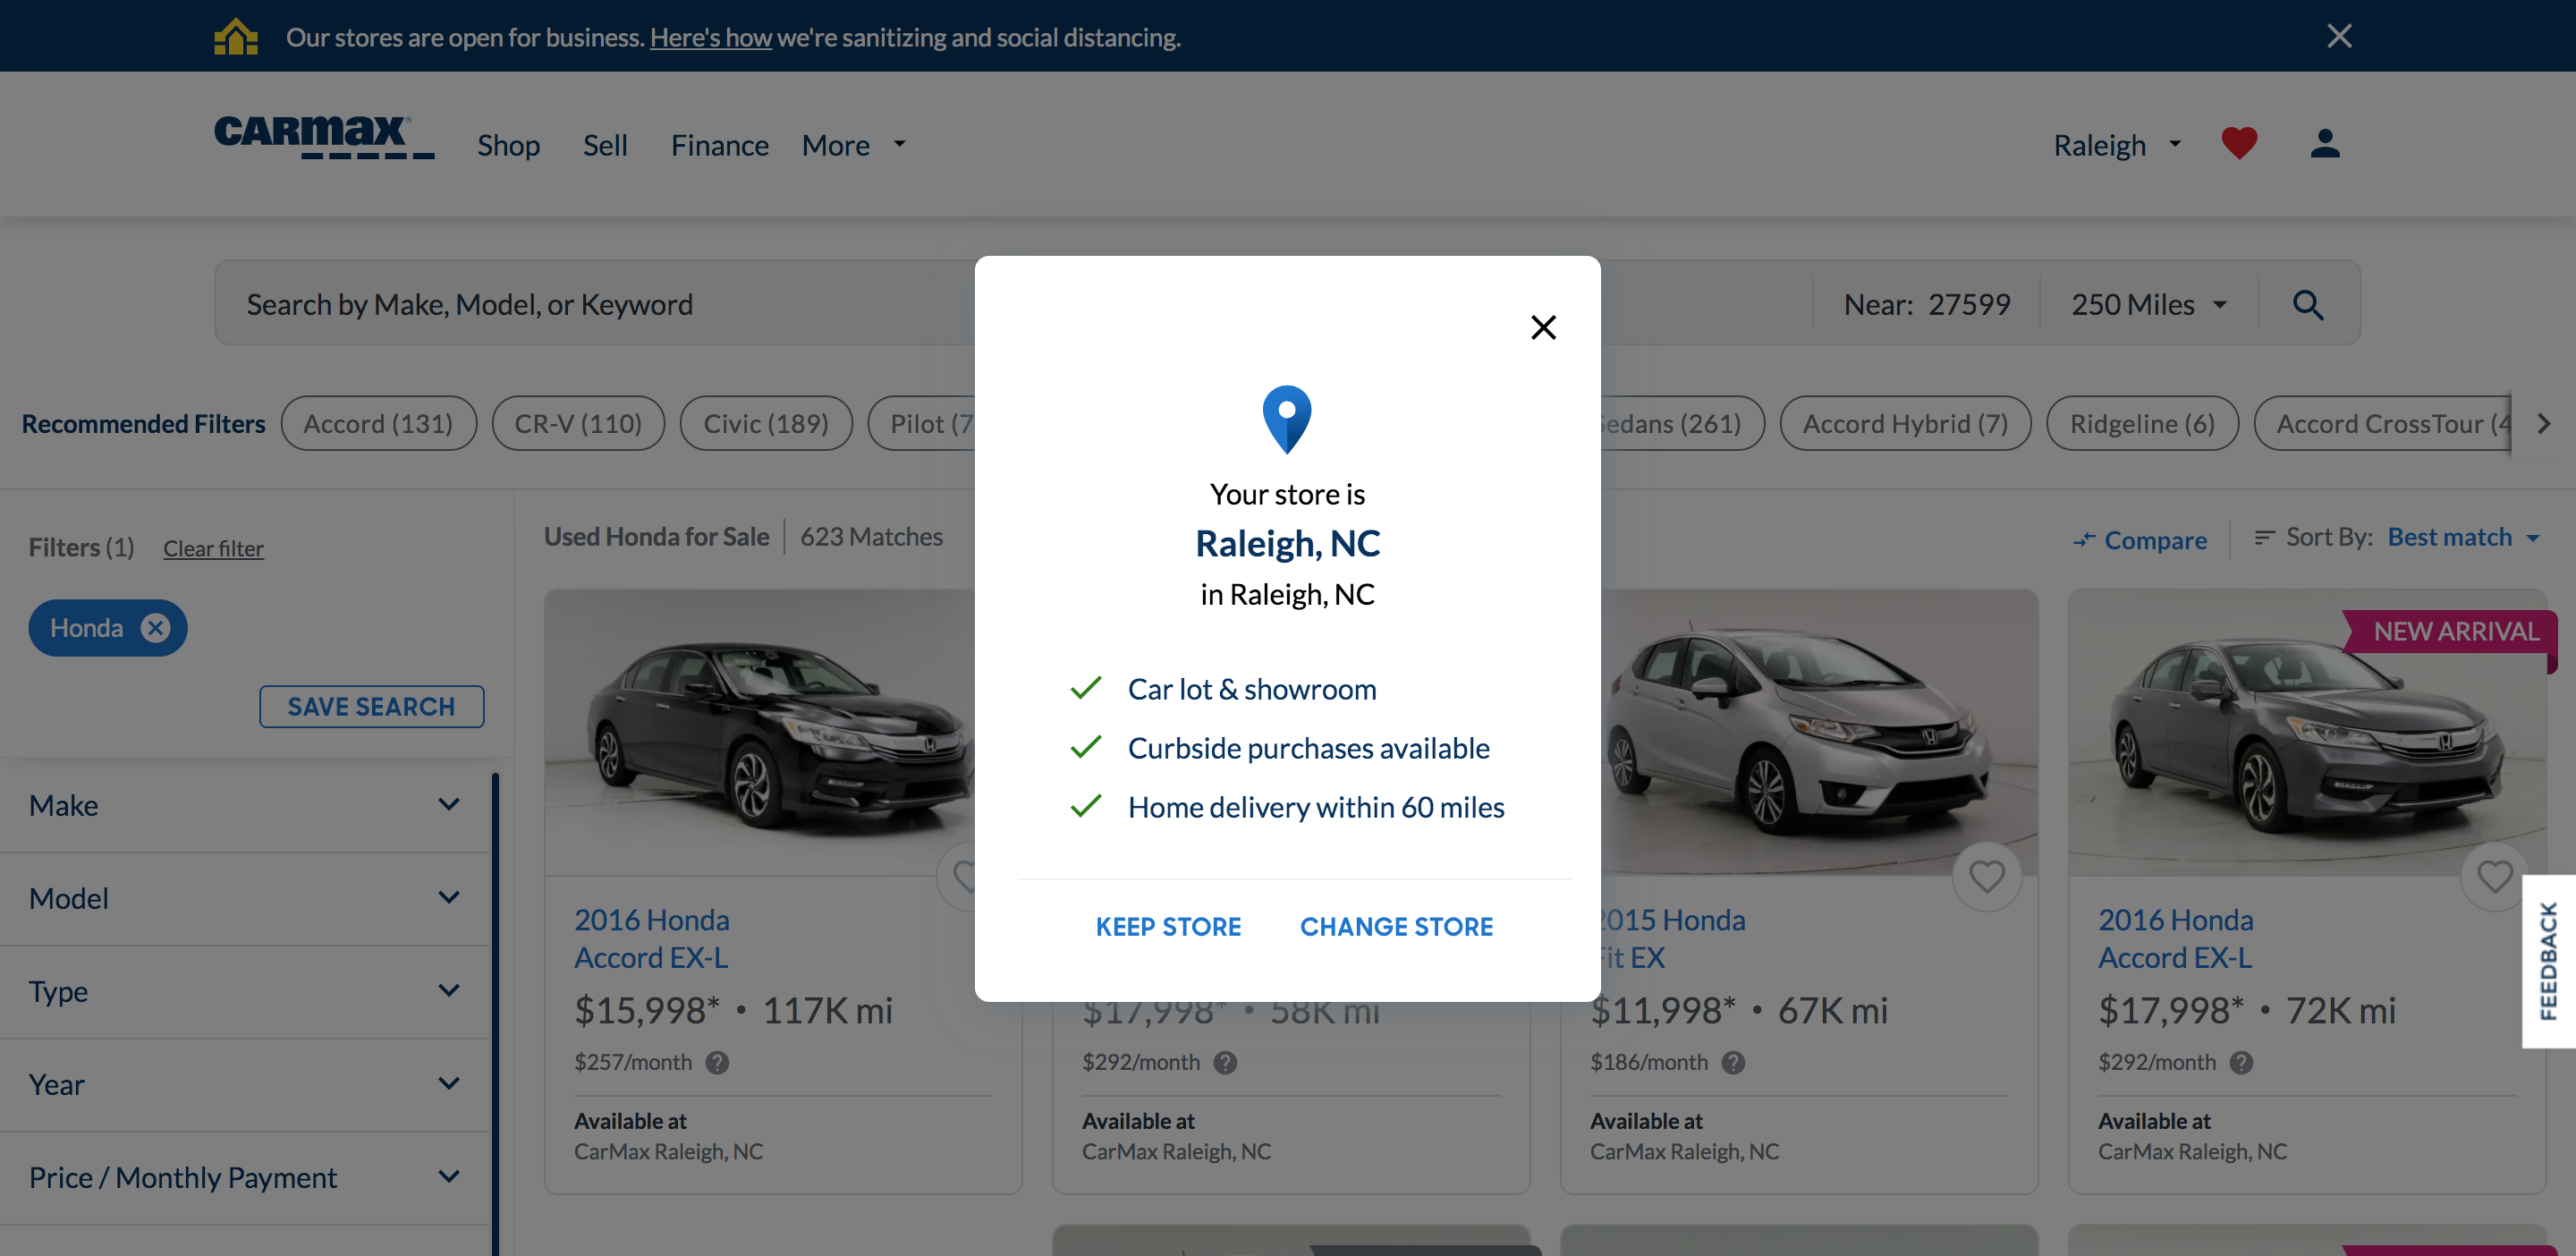 Our stores are open for business. Here's how we're sanitizing and social distancing.
CARMAX
Shop
Sell
Finance
More
Raleigh
Search by Make, Model, or Keyword
Near: 27599
250 Miles
Recommended Filters
Accord (131)
CR-V (110)
Civic (189)
Pilot (7
Sedans (261)
Accord Hybrid (7)
Ridgeline (6)
Accord CrossTour (4
Filters (1)
Clear filter
Honda
SAVE SEARCH
Make
Model
Type
Year
Price / Monthly Payment
Used Honda for Sale
623 Matches
Compare
Sort By: Best match
Your store is
Raleigh, NC
in Raleigh, NC
Car lot & showroom
Curbside purchases available
Home delivery within 60 miles
KEEP STORE
CHANGE STORE
2016 Honda
Accord EX-L
$15,998* • 117K mi
$257/month
Available at
CarMax Raleigh, NC
$17,998* • 58K mi
$292/month
Available at
CarMax Raleigh, NC
2015 Honda
Fit EX
$11,998* • 67K mi
$186/month
Available at
CarMax Raleigh, NC
NEW ARRIVAL
2016 Honda
Accord EX-L
$17,998* • 72K mi
$292/month
Available at
CarMax Raleigh, NC
FEEDBACK